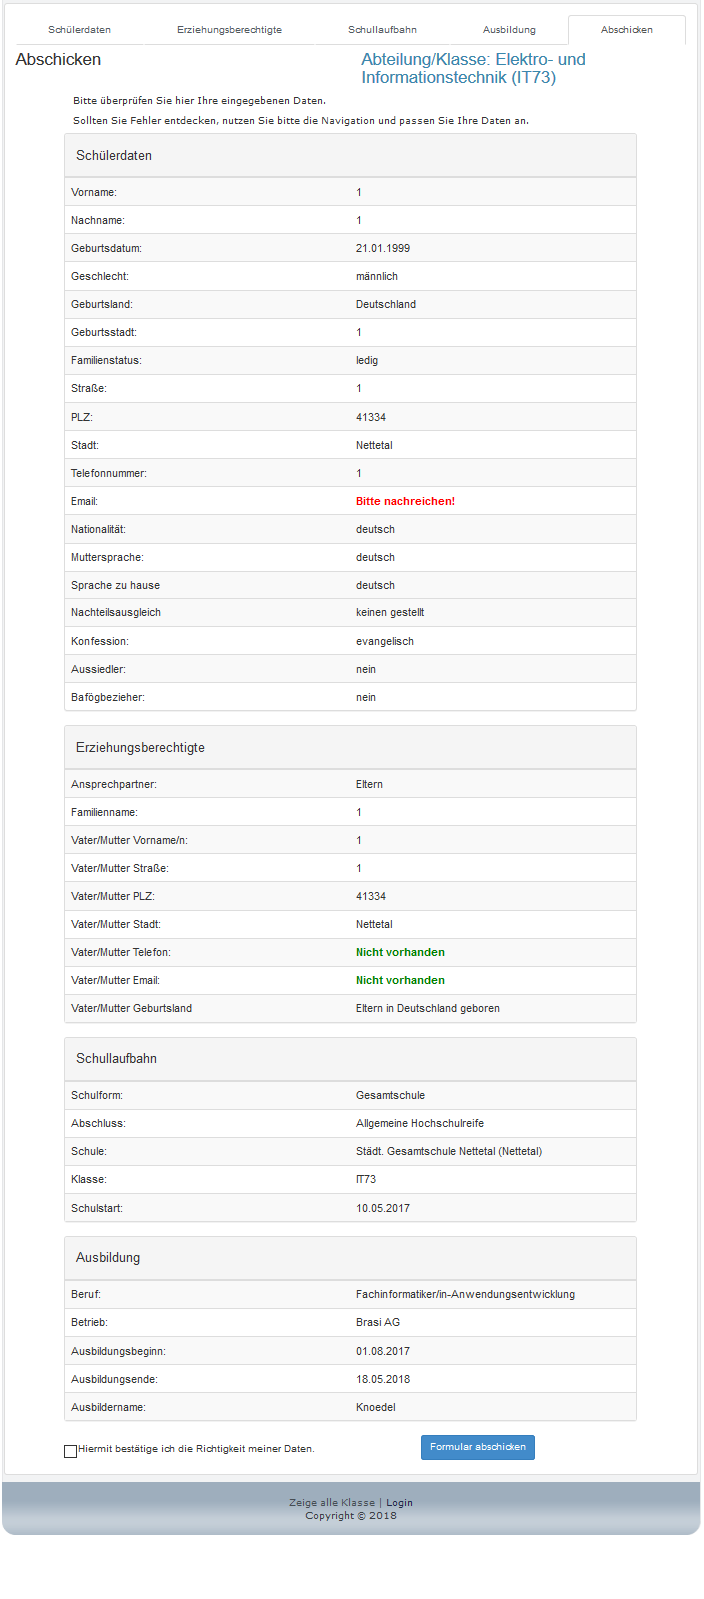 Schülerdaten Erziehungsberechtigte Schullaufbahn Ausbildung Abschicken
Abschicken
Abteilung/Klasse: Elektro- und
Informationstechnik (IT73)
Bitte überprüfen Sie hier Ihre eingegebenen Daten.
Sollten Sie Fehler entdecken, nutzen Sie bitte die Navigation und passen Sie Ihre Daten an.
Schülerdaten
Vorname: 1
Nachname: 1
Geburtsdatum: 21.01.1999
Geschlecht: männlich
Geburtsland: Deutschland
Geburtsstadt: 1
Familienstatus: ledig
Straße: 1
PLZ: 41334
Stadt: Nettetal
Telefonnummer: 1
Email: Bitte nachreichen!
Nationalität: deutsch
Muttersprache: deutsch
Sprache zu hause deutsch
Nachteilsausgleich keinen gestellt
Konfession: evangelisch
Aussiedler: nein
Bafögbezieher: nein
Erziehungsberechtigte
Ansprechpartner: Eltern
Familienname: 1
Vater/Mutter Vorname/n: 1
Vater/Mutter Straße: 1
Vater/Mutter PLZ: 41334
Vater/Mutter Stadt: Nettetal
Vater/Mutter Telefon: Nicht vorhanden
Vater/Mutter Email: Nicht vorhanden
Vater/Mutter Geburtsland Eltern in Deutschland geboren
Schullaufbahn
Schulform: Gesamtschule
Abschluss: Allgemeine Hochschulreife
Schule: Städt. Gesamtschule Nettetal (Nettetal)
Klasse: IT73
Schulstart: 10.05.2017
Ausbildung
Beruf: Fachinformatiker/in-Anwendungsentwicklung
Betrieb: Brasi AG
Ausbildungsbeginn: 01.08.2017
Ausbildungsende: 18.05.2018
Ausbildername: Knoedel
Hiermit bestätige ich die Richtigkeit meiner Daten. Formular abschicken
Zeige alle Klasse | Login
Copyright © 2018